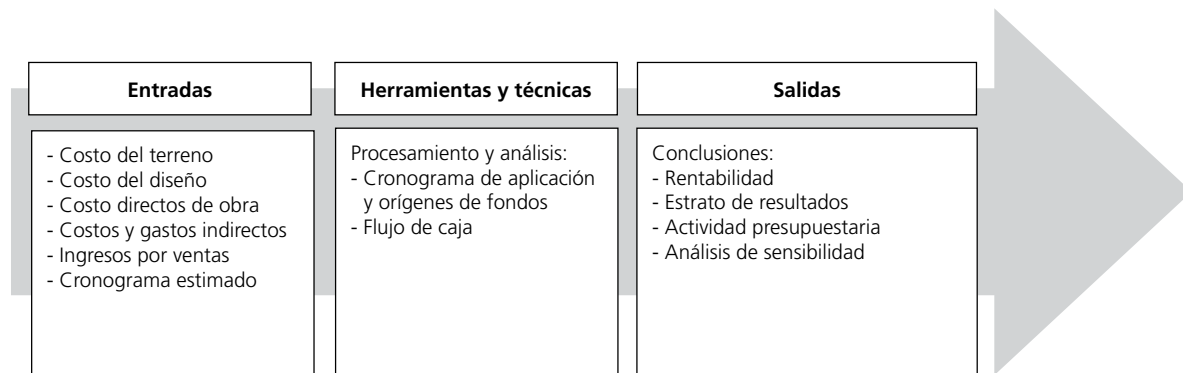 Entradas
- Costo del terreno
- Costo del diseño
- Costo directos de obra
- Costos y gastos indirectos
- Ingresos por ventas
- Cronograma estimado
Herramientas y técnicas
Procesamiento y análisis:
- Cronograma de aplicación
y orígenes de fondos
- Flujo de caja
Salidas
Conclusiones:
- Rentabilidad
- Estrato de resultados
- Actividad presupuestaria
- Análisis de sensibilidad